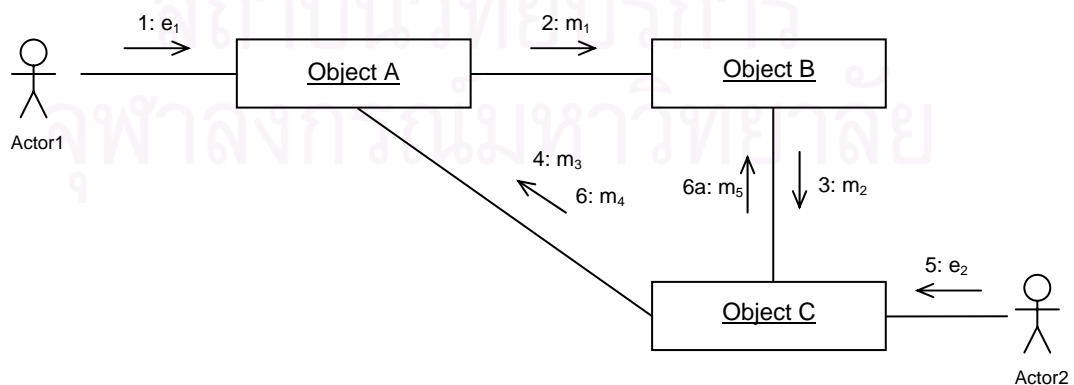 สถาบันวิทยบริการ
จุฬาลงกรณ์มหาวิทยาลัย
1: e₁
2: m₁
Object A
Object B
Actor1
4: m₃
6: m₄
6a: m₅
3: m₂
5: e₂
Object C
Actor2